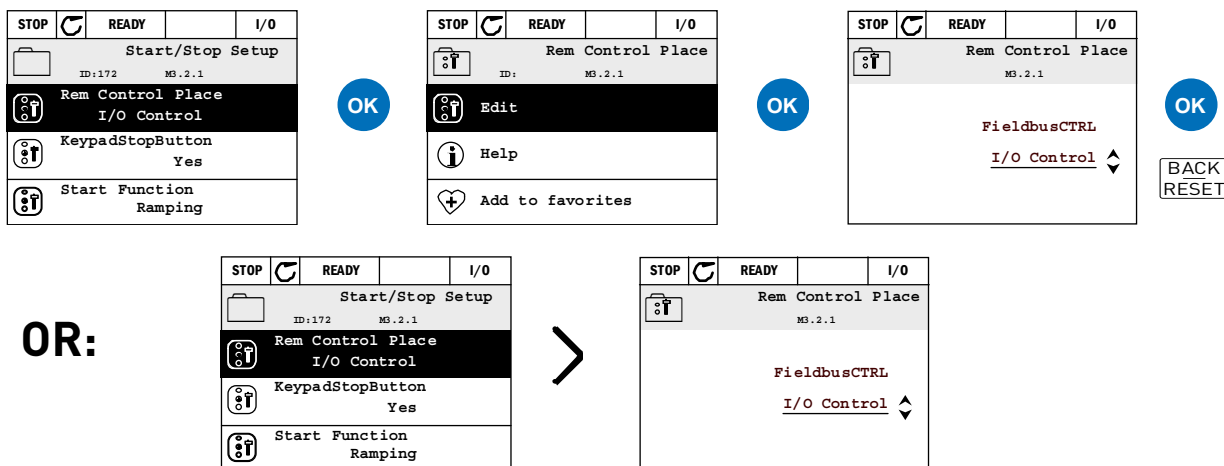 STOP READY I/O
Start/Stop Setup
ID:172 M3.2.1
Rem Control Place
I/O Control
KeypadStopButton
Yes
Start Function
Ramping
OK
STOP READY I/O
Rem Control Place
ID: M3.2.1
Edit
Help
Add to favorites
OK
STOP READY I/O
Rem Control Place
M3.2.1
FieldbusCTRL
I/O Control
OK
BACK
RESET
OR:
STOP READY I/O
Start/Stop Setup
ID:172 M3.2.1
Rem Control Place
I/O Control
KeypadStopButton
Yes
Start Function
Ramping
STOP READY I/O
Rem Control Place
M3.2.1
FieldbusCTRL
I/O Control